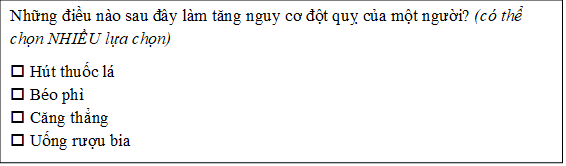 Những điều nào sau đây làm tăng nguy cơ đột quỵ của một người? (có thể
chọn NHIỀU lựa chọn)
☐ Hút thuốc lá
☐ Béo phì
☐ Căng thẳng
☐ Uống rượu bia